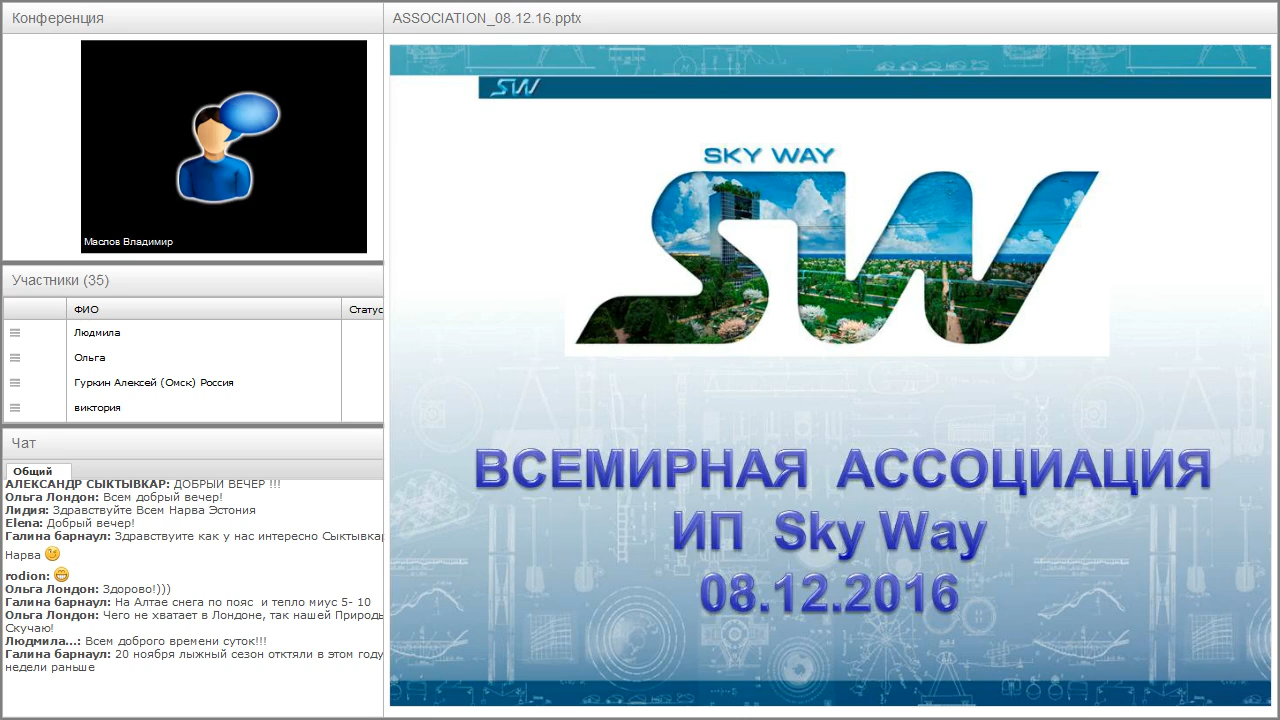 Конференция
Маслов Владимир
Участники (35)
ФИО
Статус
Людмила
Ольга
Гуркин Алексей (Омск) Россия
виктория
Чат
Общий
АЛЕКСАНДР СЫКТЫВКАР: ДОБРЫЙ ВЕЧЕР !!!
Ольга Лондон: Всем добрый вечер!
Лидия: Здравствуйте Всем Нарва Эстония
Elena: Добрый вечер!
Галина барнаул: Здравствуите как у нас интересно Сыктывкар
Нарва
rodion:
Ольга Лондон: Здорово!)))
Галина барнаул: На Алтае снега по пояс и тепло миус 5- 10
Ольга Лондон: Чего не хватает в Лондоне, так нашей Природы
Скучаю!
Людмила...: Всем доброго времени суток!!!
Галина барнаул: 20 ноября лыжный сезон откtяли в этом году
недели раньше
ASSOCIATION_08.12.16.pptx
SW
SKY WAY
SW
ВСЕМИРНАЯ АССОЦИАЦИЯ
ИП Sky Way
08.12.2016